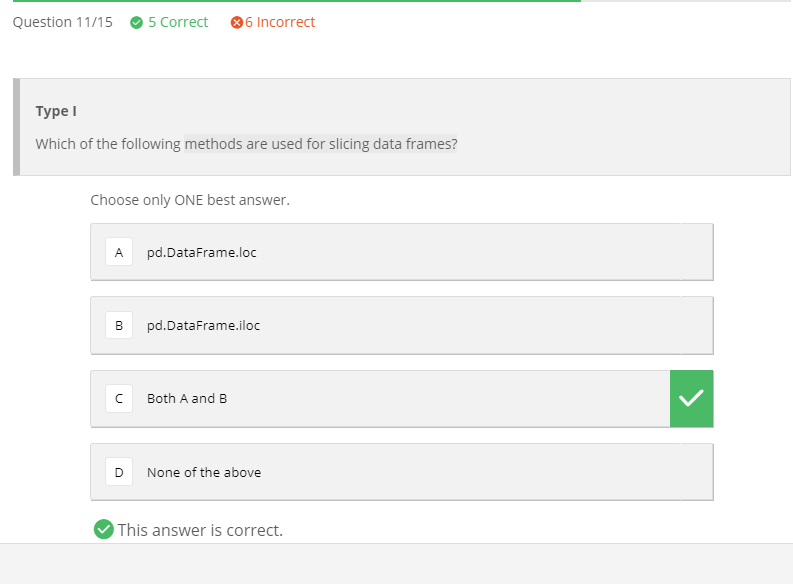 Question 11/15 5 Correct 6 Incorrect
Type I
Which of the following methods are used for slicing data frames?
Choose only ONE best answer.
A pd.DataFrame.loc
B pd.DataFrame.iloc
C Both A and B
D None of the above
This answer is correct.